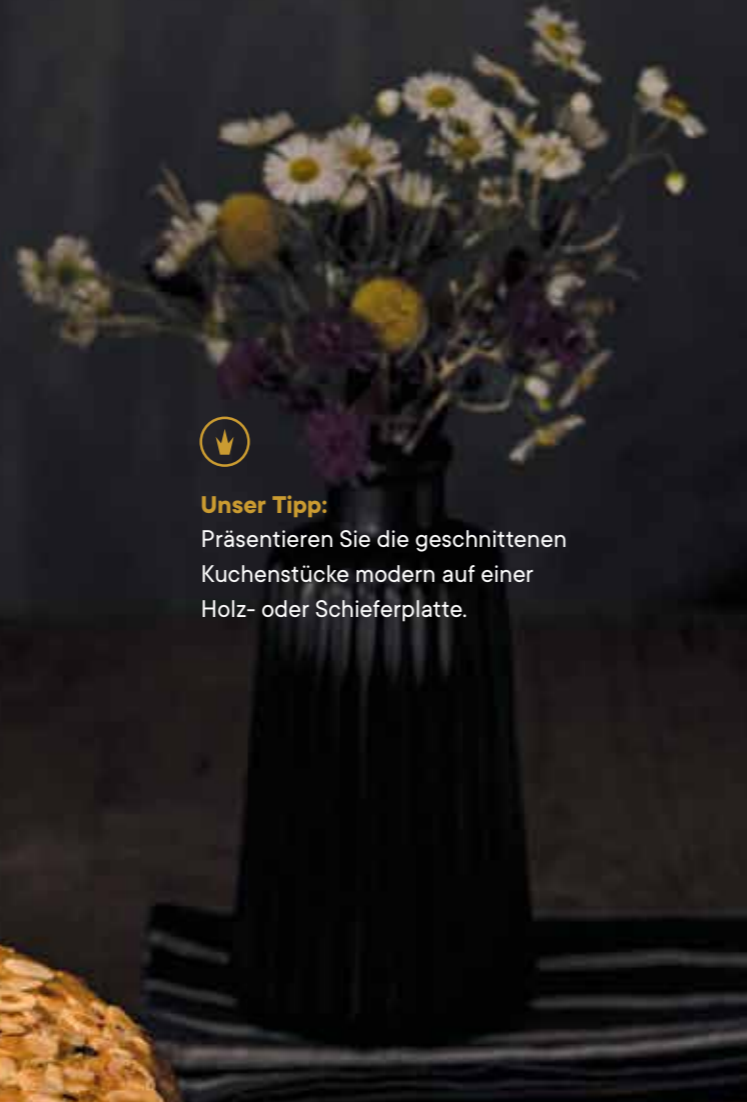 Unser Tipp:
Präsentieren Sie die geschnittenen
Kuchenstücke modern auf einer
Holz- oder Schieferplatte.